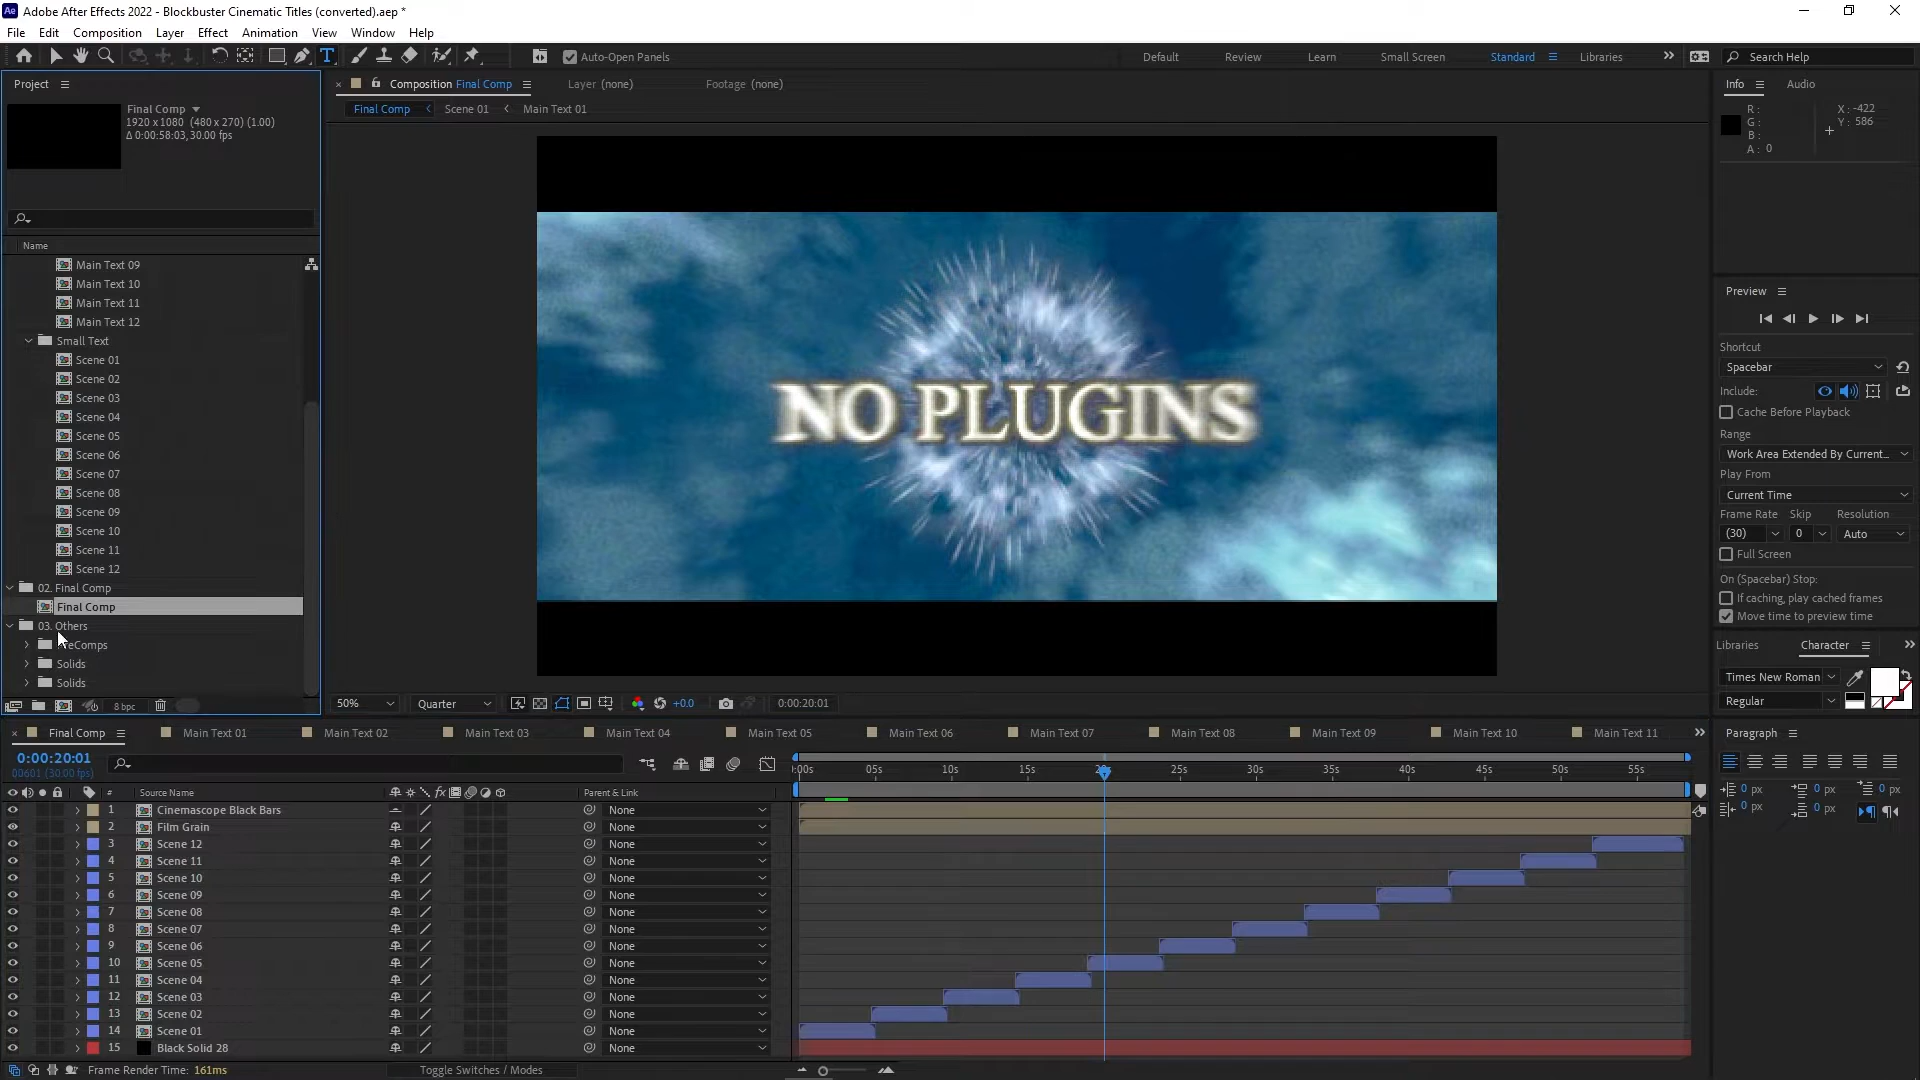 Adobe After Effects 2022 - Blockbuster Cinematic Titles (converted).aep *
File Edit Composition Layer Effect Animation View Window Help
Auto-Open Panels
Default Review Learn Small Screen Standard Libraries Search Help
Project
Final Comp
1920 x 1080 (480 x 270) (1.00)
Δ 0:00:58:03, 30.00 fps
Name
Main Text 09
Main Text 10
Main Text 11
Main Text 12
Small Text
Scene 01
Scene 02
Scene 03
Scene 04
Scene 05
Scene 06
Scene 07
Scene 08
Scene 09
Scene 10
Scene 11
Scene 12
02. Final Comp
Final Comp
03. Others
Solids
Solids
8 bpc
Composition Final Comp Layer (none) Footage (none)
Final Comp Scene 01 Main Text 01
NO PLUGINS
50% Quarter +0.0 0:00:20:01
Info Audio
R :
G :
B :
A : 0
X : -422
Y : 586
Preview
Shortcut
Spacebar
Include:
Cache Before Playback
Range
Work Area Extended By Current...
Play From
Current Time
Frame Rate Skip Resolution
(30) 0 Auto
Full Screen
On (Spacebar) Stop:
If caching, play cached frames
Move time to preview time
Libraries Character
Times New Roman
Regular
Paragraph
0 px 0 px 0 px
0 px 0 px
Final Comp Main Text 01 Main Text 02 Main Text 03 Main Text 04 Main Text 05 Main Text 06 Main Text 07 Main Text 08 Main Text 09 Main Text 10 Main Text 11
0:00:20:01
00601 (30.00 fps)
05s 10s 15s 25s 30s 35s 40s 45s 50s 55s
# Source Name Parent & Link
1 Cinemascope Black Bars None
2 Film Grain None
3 Scene 12 None
4 Scene 11 None
5 Scene 10 None
6 Scene 09 None
7 Scene 08 None
8 Scene 07 None
9 Scene 06 None
10 Scene 05 None
11 Scene 04 None
12 Scene 03 None
13 Scene 02 None
14 Scene 01 None
15 Black Solid 28 None
Frame Render Time: 161ms Toggle Switches / Modes